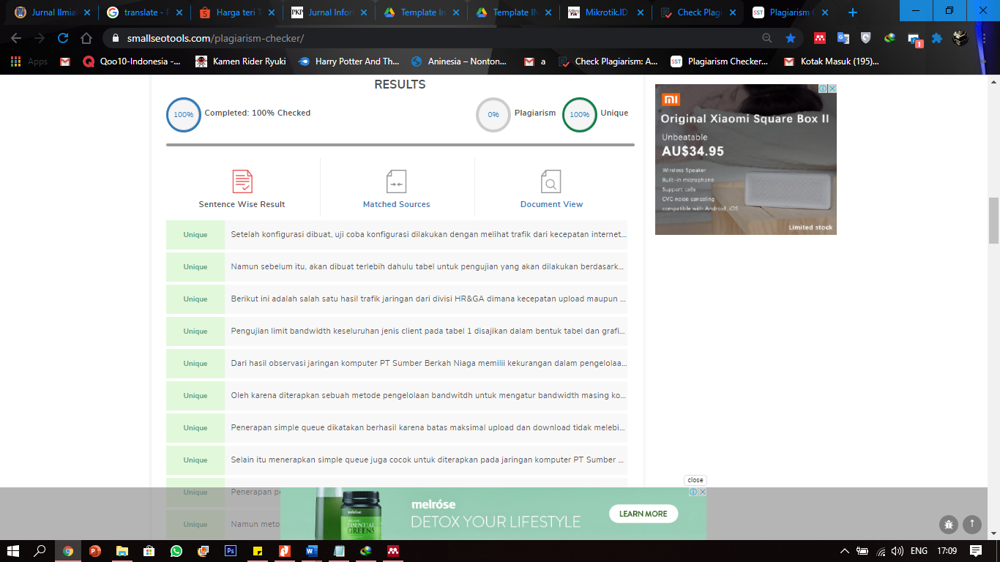 Jurnal Ilmia
translate - P
Harga teri T
Jurnal Infor
Template In
Template IN
Mikrotik.ID
Check Plagi
Plagiarism C
smallseotools.com/plagiarism-checker/
1
Apps
Qoo10-Indonesia -...
Kamen Rider Ryuki
Harry Potter And Th...
Aninesia – Nonton...
a
Check Plagiarism: A...
Plagiarism Checker...
Kotak Masuk (195)...
RESULTS
100%
Completed: 100% Checked
0%
Plagiarism
100%
Unique
Sentence Wise Result
Matched Sources
Document View
Unique Setelah konfigurasi dibuat, uji coba konfigurasi dilakukan dengan melihat trafik dari kecepatan internet...
Unique Namun sebelum itu, akan dibuat terlebih dahulu tabel untuk pengujian yang akan dilakukan berdasark...
Unique Berikut ini adalah salah satu hasil trafik jaringan dari divisi HR&GA dimana kecepatan upload maupun ...
Unique Pengujian limit bandwidth keseluruhan jenis client pada tabel 1 disajikan dalam bentuk tabel dan grafi...
Unique Dari hasil observasi jaringan komputer PT Sumber Berkah Niaga memilii kekurangan dalam pengelolaa...
Unique Oleh karena diterapkan sebuah metode pengelolaan bandwitdh untuk mengatur bandwidth masing ko...
Unique Penerapan simple queue dikatakan berhasil karena batas maksimal upload dan download tidak melebi...
Unique Selain itu menerapkan simple queue juga cocok untuk diterapkan pada jaringan komputer PT Sumber ...
Unique Penerapan pe
Unique Namun meto
mi
Original Xiaomi Square Box II
Unbeatable
AU$34.95
Wireless Speaker
Built-in microphone
Support calls
CVC noise canceling
compatible with Android, iOS
Limited stock
close
melrose
ESSENTIAL
GREENS
melróse
DETOX YOUR LIFESTYLE
LEARN MORE
ENG
17:09